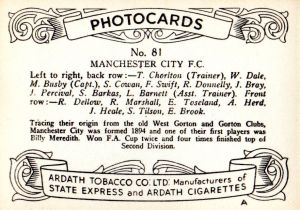 PHOTOCARDS
No. 81
MANCHESTER CITY F.C.
Left to right, back row:—T. Chorlton (Trainer), W. Dale,
M. Busby (Capt.), S. Cowan, F. Swift, R. Donnelly, J. Bray,
J. Percival, S. Barkas, L. Barnett (Asst. Trainer). Front
row:—R. Dellow, R. Marshall, E. Toseland, A. Herd,
J. Heale, S. Tilson, E. Brook.
Tracing their origin from the old West Gorton and Gorton Clubs,
Manchester City was formed 1894 and one of their first players was
Billy Meredith. Won F.A. Cup twice and four times finished top of
Second Division.
ARDATH TOBACCO CO. LTD. Manufacturers of
STATE EXPRESS and ARDATH CIGARETTES
A